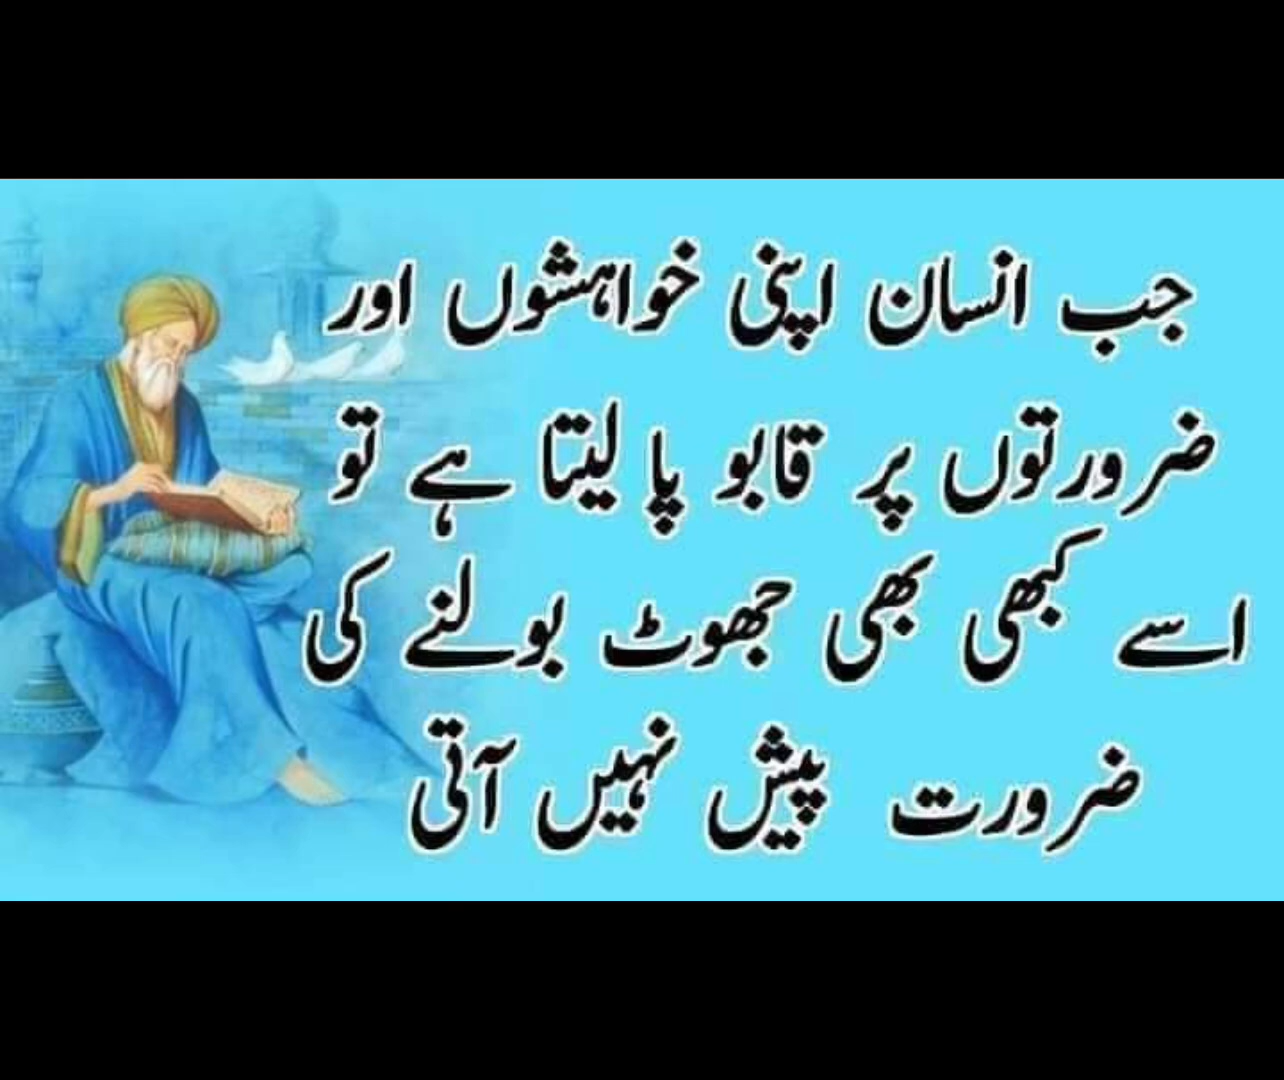 جب انسان اپنی خواہشوں اور
ضرورتوں پر قابو پا لیتا ہے تو
اسے کبھی بھی جھوٹ بولنے کی
ضرورت پیش نہیں آتی